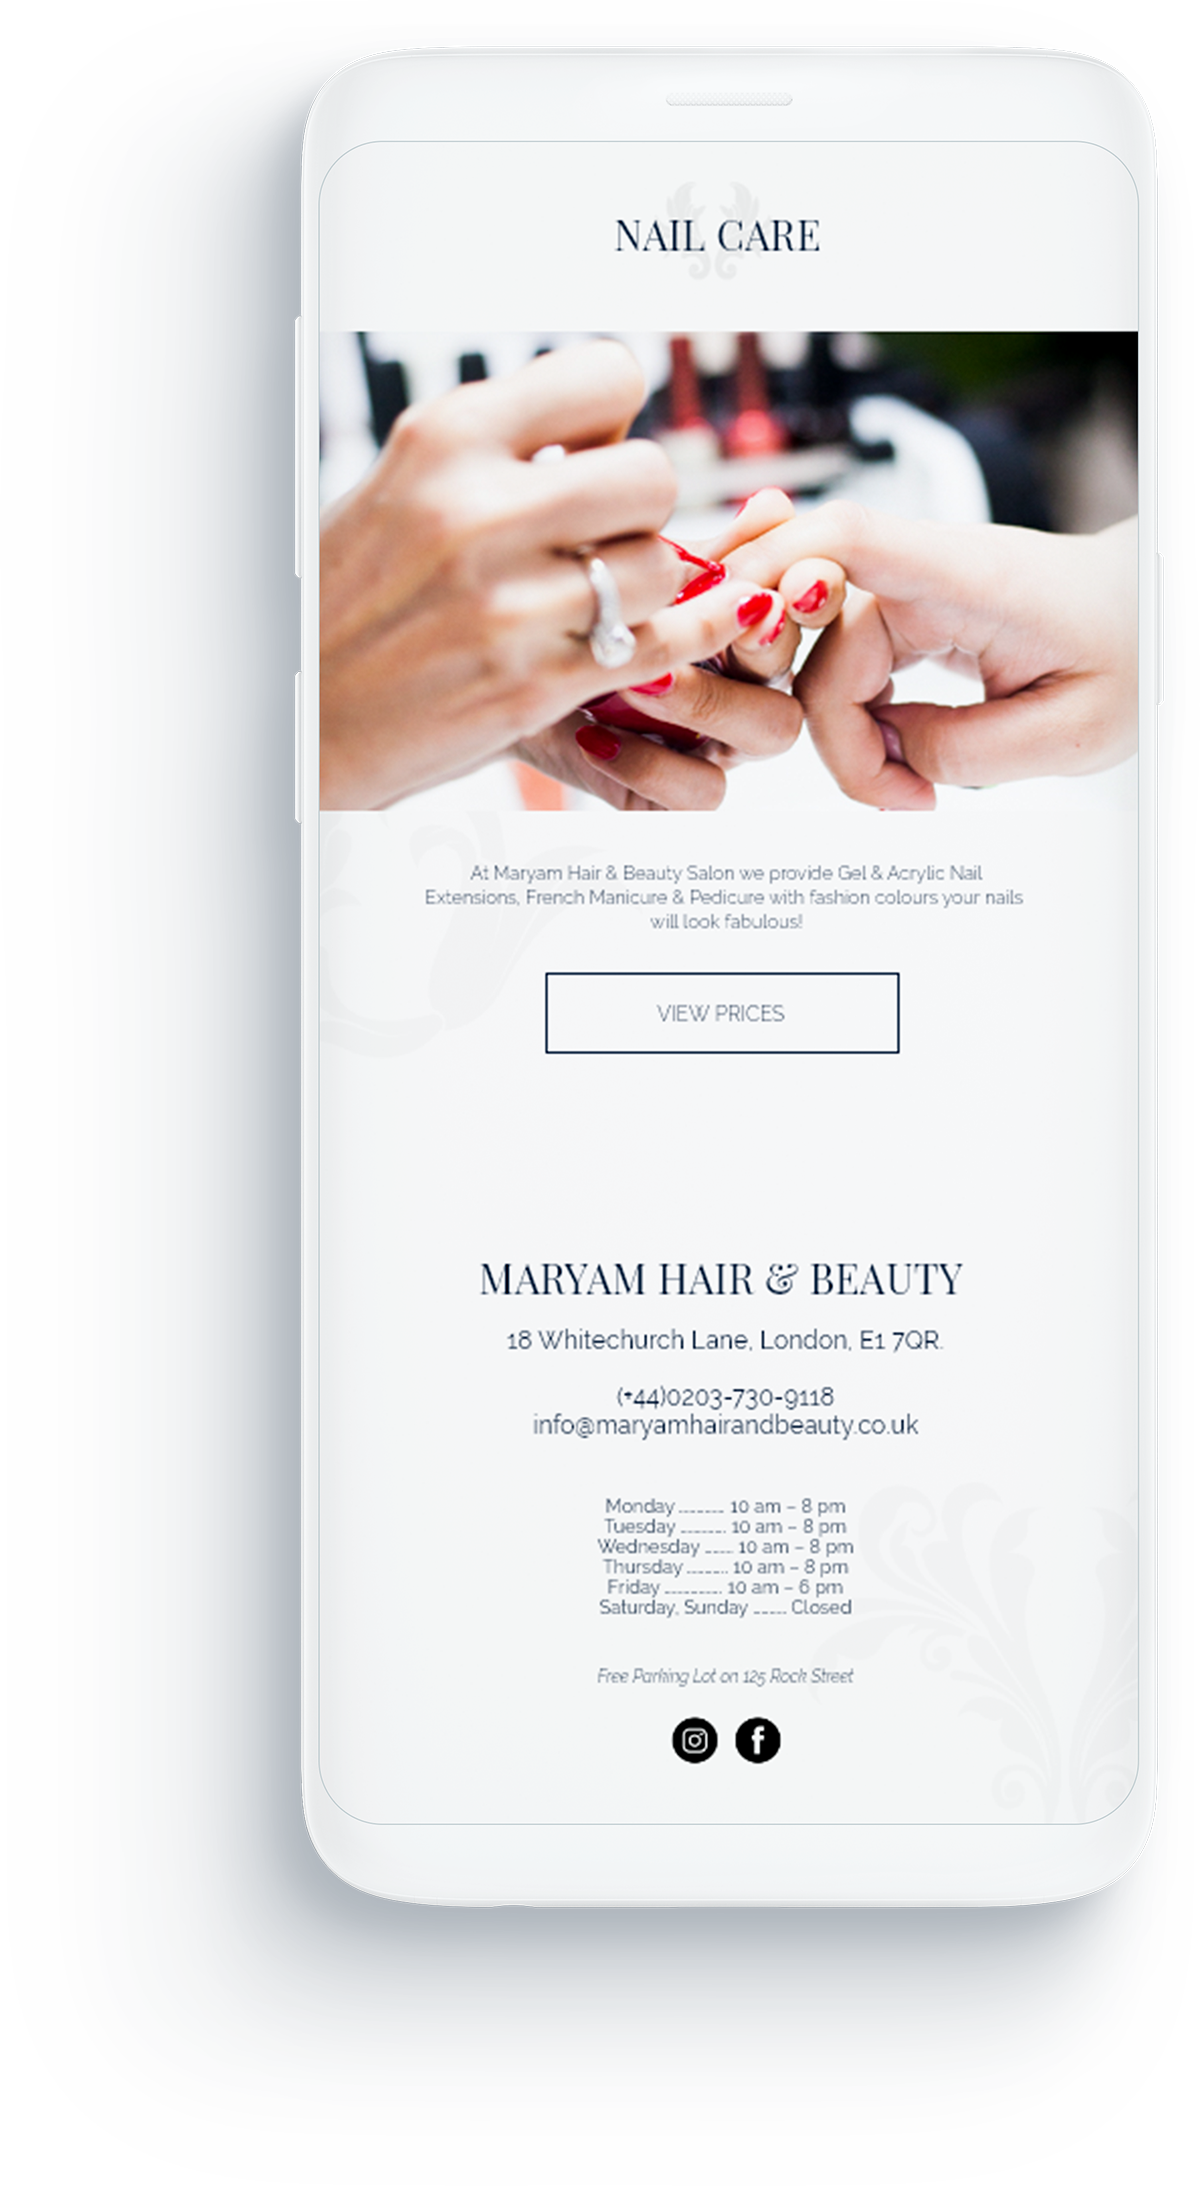 NAIL CARE
At Maryam Hair & Beauty Salon we provide Gel & Acrylic Nail
Extensions, French Manicure & Pedicure with fashion colours your nails
will look fabulous!
VIEW PRICES
MARYAM HAIR & BEAUTY
18 Whitechurch Lane, London, E1 7QR.
(+44)0203-730-9118
info@maryamhairandbeauty.co.uk
Monday ............. 10 am – 8 pm
Tuesday ............. 10 am – 8 pm
Wednesday ........ 10 am – 8 pm
Thursday ............ 10 am – 8 pm
Friday ................ 10 am – 6 pm
Saturday, Sunday ......... Closed
Free Parking Lot on 125 Rock Street